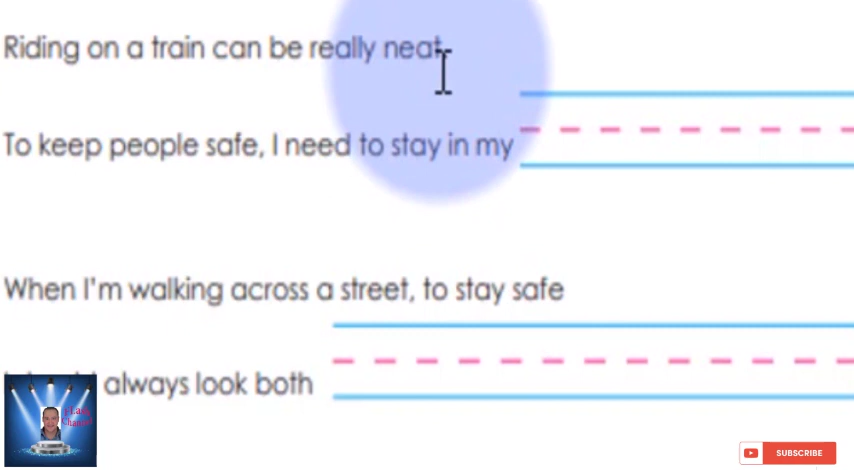 Riding on a train can be really neat.
To keep people safe, I need to stay in my
When I'm walking across a street, to stay safe
always look both
SUBSCRIBE